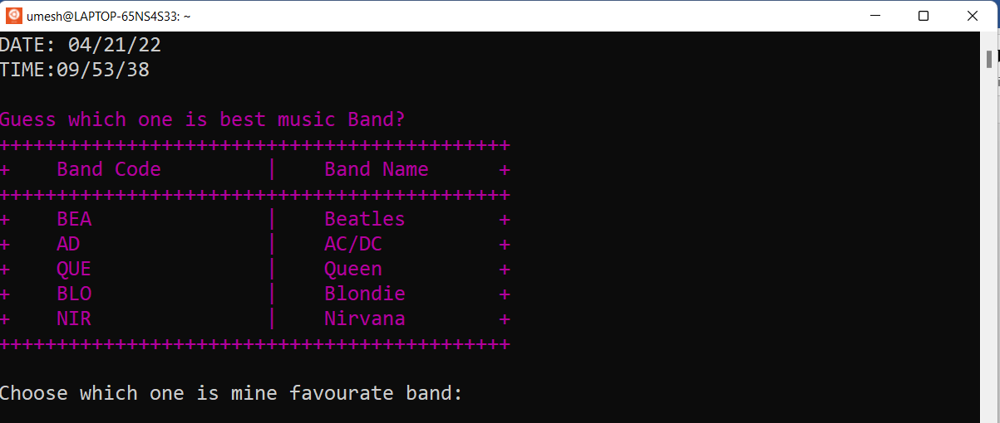 umesh@LAPTOP-65NS4S33: ~
DATE: 04/21/22
TIME:09/53/38
Guess which one is best music Band?
++++++++++++++++++++++++++++++++++++++++++++
+    Band Code         |    Band Name      +
++++++++++++++++++++++++++++++++++++++++++++
+    BEA               |    Beatles        +
+    AD                |    AC/DC          +
+    QUE               |    Queen          +
+    BLO               |    Blondie        +
+    NIR               |    Nirvana        +
++++++++++++++++++++++++++++++++++++++++++++
Choose which one is mine favourate band: